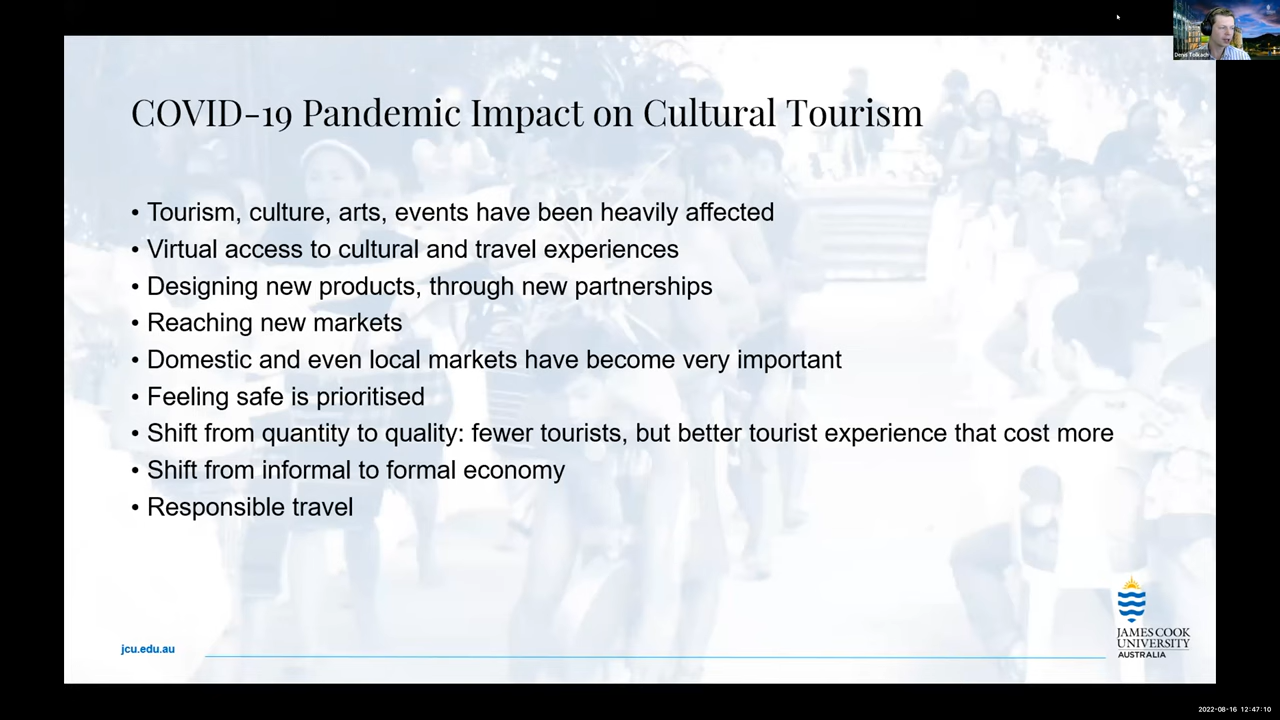 Denis Tolkach
COVID-19 Pandemic Impact on Cultural Tourism
• Tourism, culture, arts, events have been heavily affected
• Virtual access to cultural and travel experiences
• Designing new products, through new partnerships
• Reaching new markets
• Domestic and even local markets have become very important
• Feeling safe is prioritised
• Shift from quantity to quality: fewer tourists, but better tourist experience that cost more
• Shift from informal to formal economy
• Responsible travel
jcu.edu.au
JAMES COOK
UNIVERSITY
AUSTRALIA
2022-08-16 12:47:10